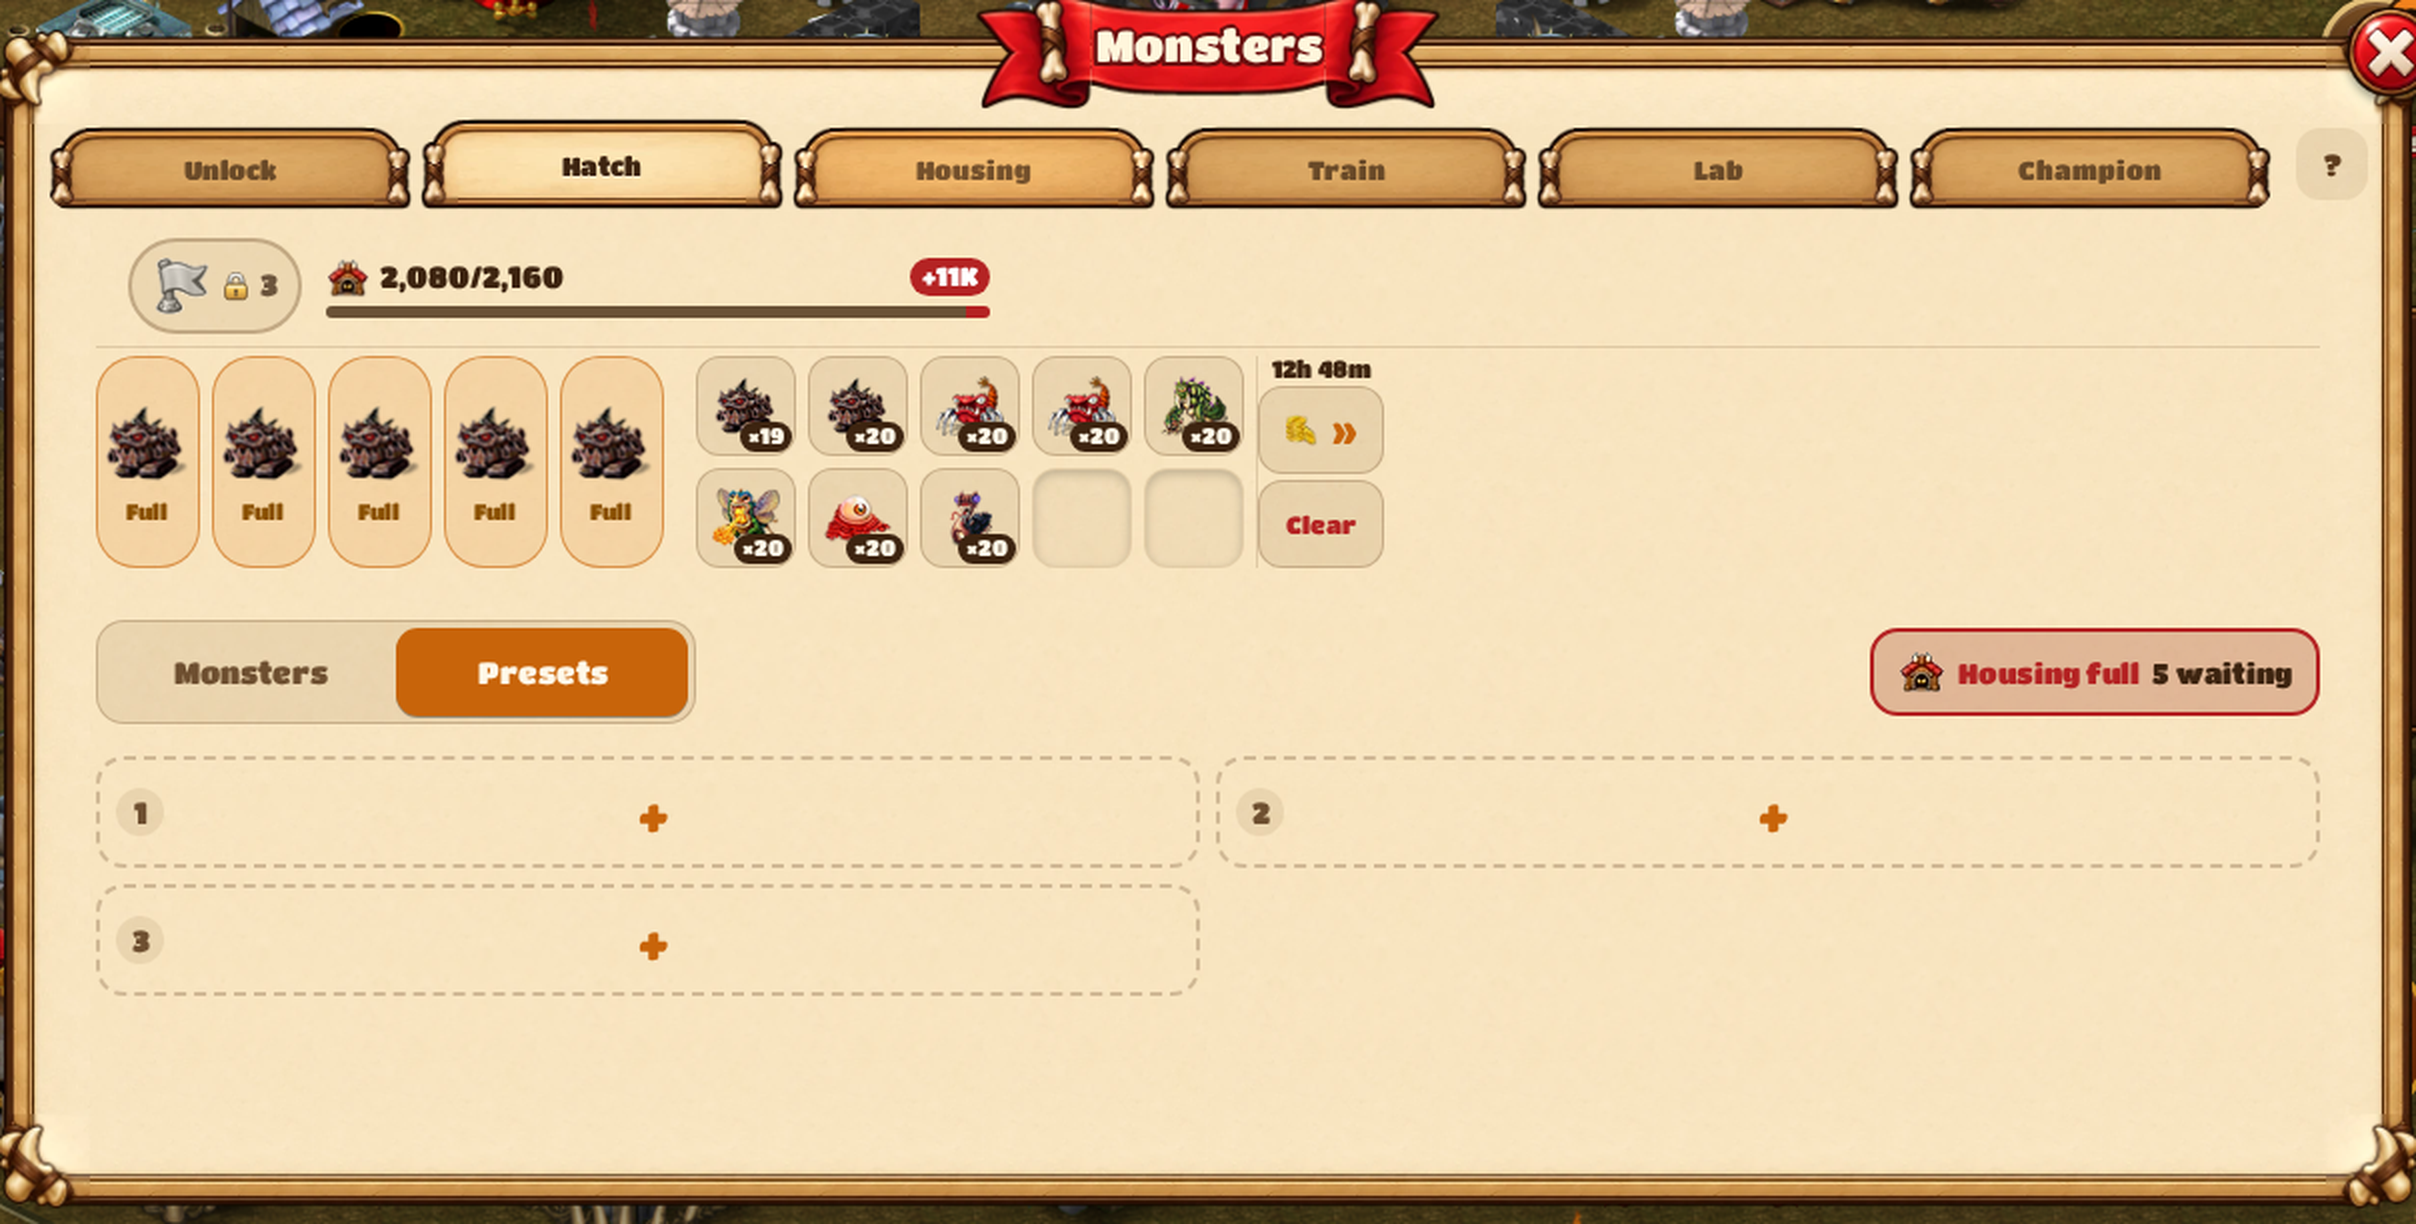 Monsters
Unlock
Hatch
Housing
Train
Lab
Champion
?
3
2,080/2,160
+11K
12h 48m
Full
Full
Full
Full
Full
x19
x20
x20
x20
x20
x20
x20
x20
Clear
Monsters
Presets
Housing full 5 waiting
1
+
2
+
3
+